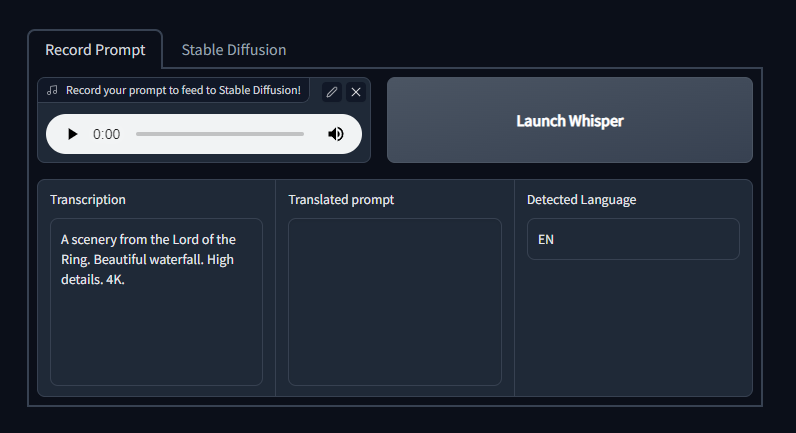 Record Prompt
Stable Diffusion
Record your prompt to feed to Stable Diffusion!
0:00
Launch Whisper
Transcription
Translated prompt
Detected Language
A scenery from the Lord of the
Ring. Beautiful waterfall. High
details. 4K.
EN